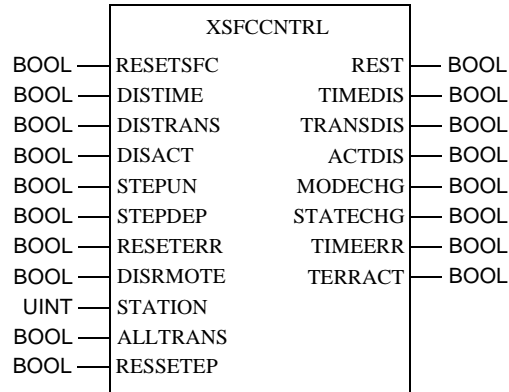 XSFCCNTRL
BOOL RESETSFC REST BOOL
BOOL DISTIME TIMEDIS BOOL
BOOL DISTRANS TRANSDIS BOOL
BOOL DISACT ACTDIS BOOL
BOOL STEPUN MODECHG BOOL
BOOL STEPDEP STATECHG BOOL
BOOL RESETERR TIMEERR BOOL
BOOL DISRMOTE TERRACT BOOL
UINT STATION
BOOL ALLTRANS
BOOL RESSETEP